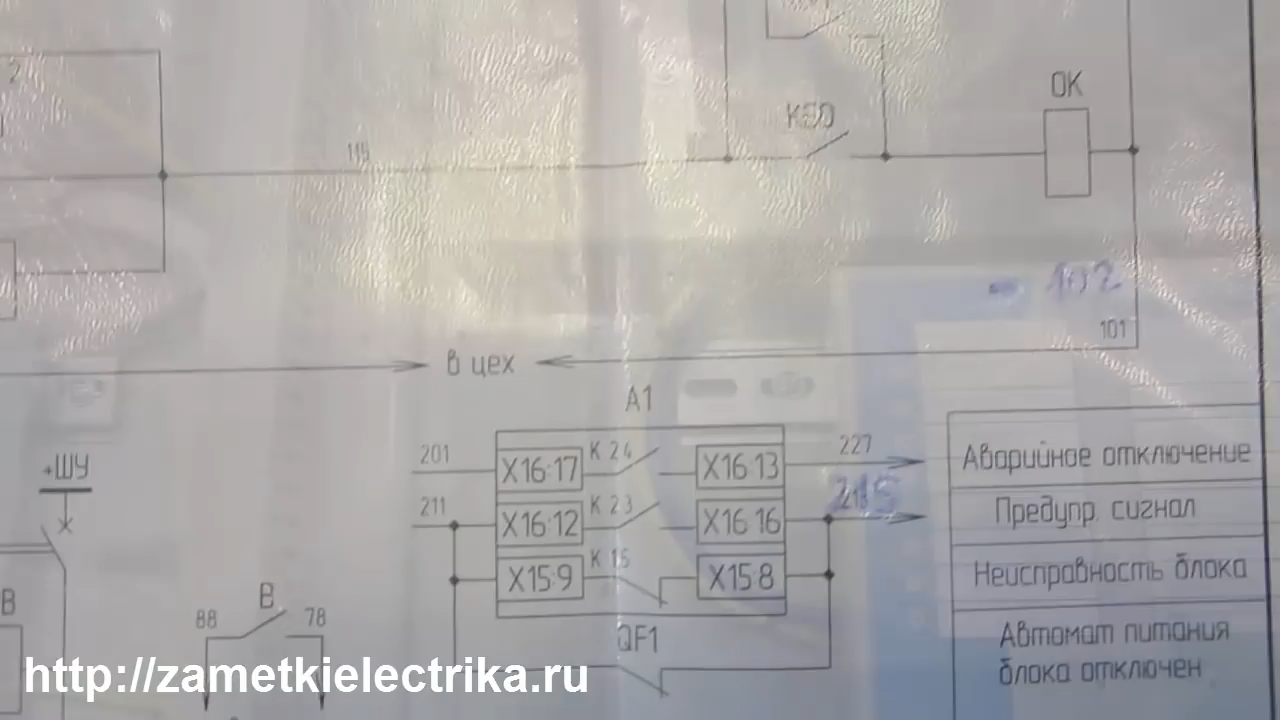 2
ОК
К50
115
102
101
в цех
А1
+ШУ
201 К 24 227
Х16:17 Х16:13 Аварийное отключение
211 К 23 215
Х16:12 Х16:16 Предупр. сигнал
К 15
Х15:9 Х15:8 Неисправность блока
В
88 В 78
QF1
Автомат питания
блока отключен
http://zametkielectrika.ru